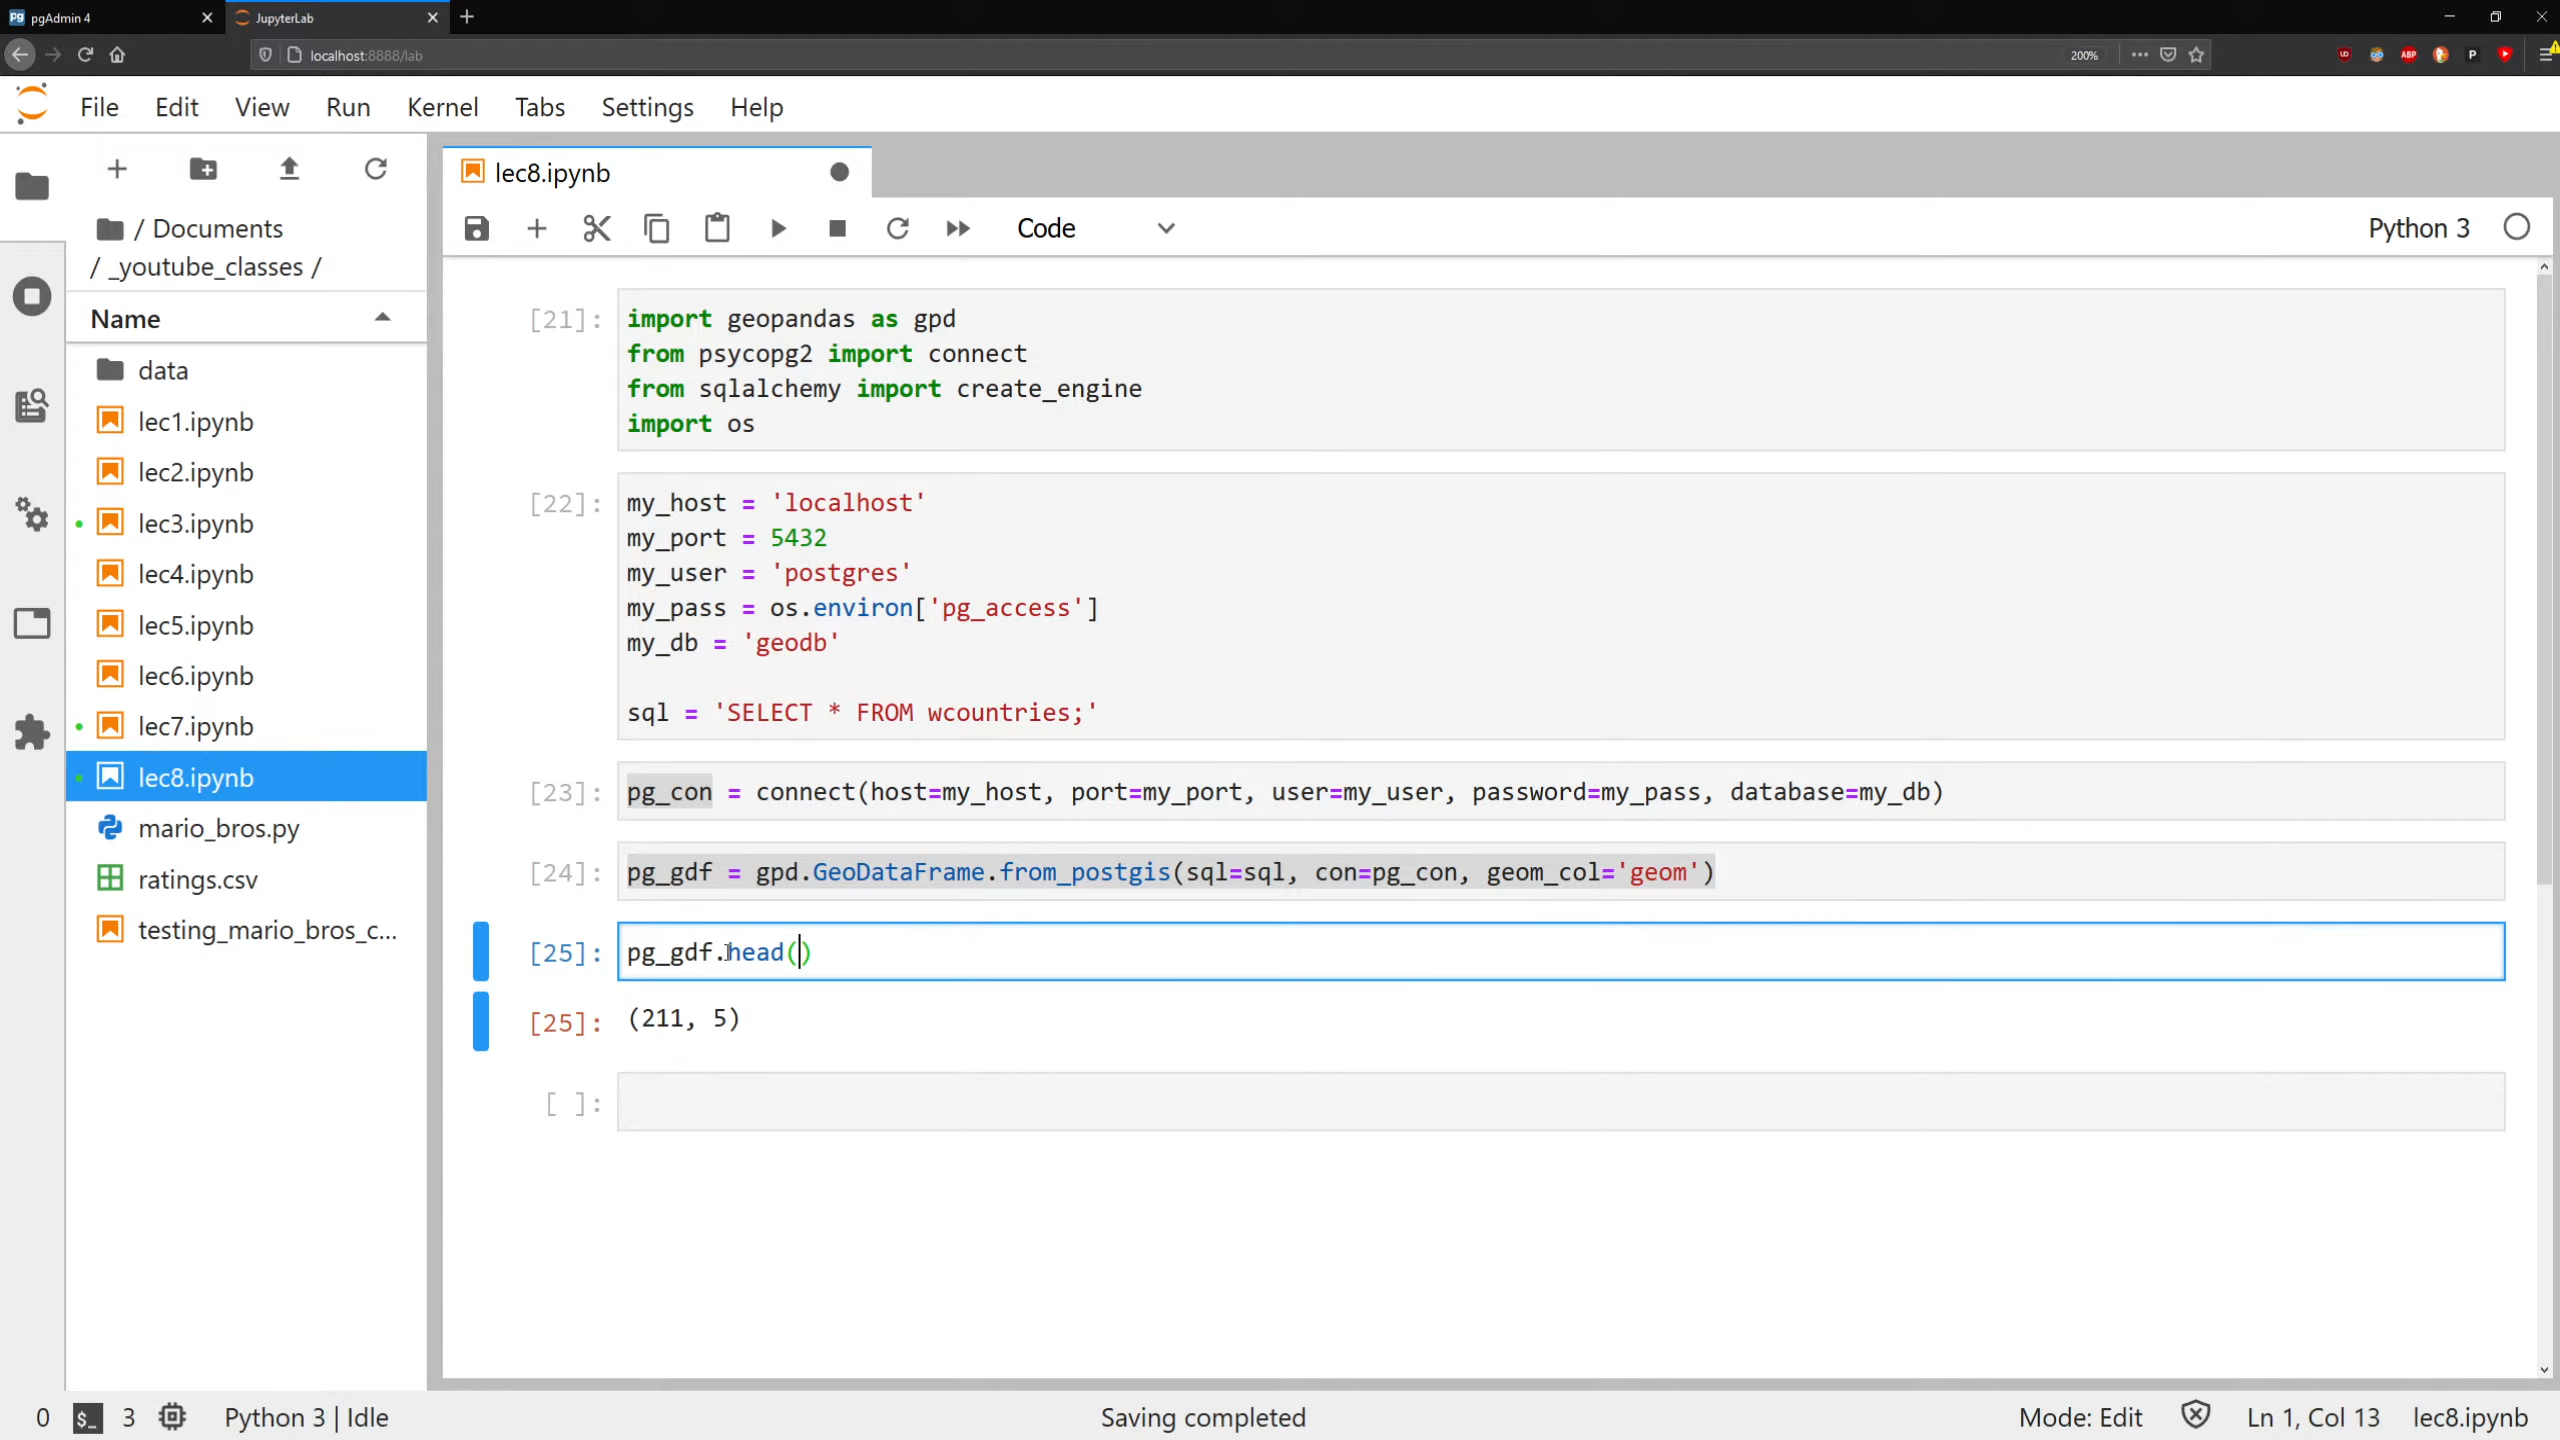 pgAdmin 4
JupyterLab
localhost:8888/lab
200%
File Edit View Run Kernel Tabs Settings Help
/ Documents
/ _youtube_classes /
Name
data
lec1.ipynb
lec2.ipynb
lec3.ipynb
lec4.ipynb
lec5.ipynb
lec6.ipynb
lec7.ipynb
lec8.ipynb
mario_bros.py
ratings.csv
testing_mario_bros_c...
lec8.ipynb
Code
Python 3
[21]:
import geopandas as gpd
from psycopg2 import connect
from sqlalchemy import create_engine
import os
[22]:
my_host = 'localhost'
my_port = 5432
my_user = 'postgres'
my_pass = os.environ['pg_access']
my_db = 'geodb'
sql = 'SELECT * FROM wcountries;'
[23]:
pg_con = connect(host=my_host, port=my_port, user=my_user, password=my_pass, database=my_db)
[24]:
pg_gdf = gpd.GeoDataFrame.from_postgis(sql=sql, con=pg_con, geom_col='geom')
[25]:
pg_gdf.head()
[25]:
(211, 5)
[ ]:
0
$_
3
Python 3 | Idle
Saving completed
Mode: Edit
Ln 1, Col 13
lec8.ipynb